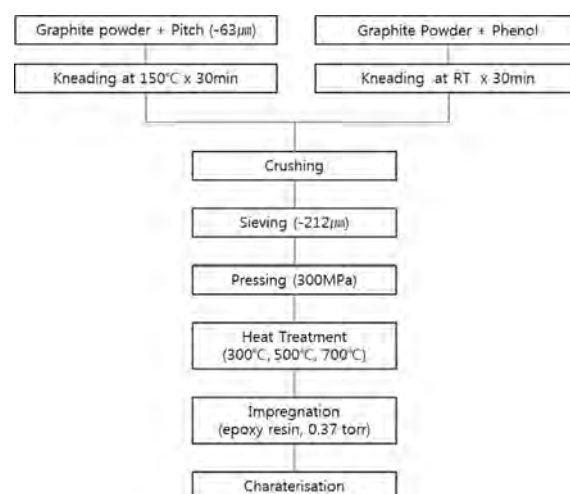 Graphite powder + Pitch (-63㎛)
Graphite Powder + Phenol
Kneading at 150℃ x 30min
Kneading at RT x 30min
Crushing
Sieving (-212㎛)
Pressing (300MPa)
Heat Treatment
(300℃, 500℃, 700℃)
Impregnation
(epoxy resin, 0.37 torr)
Charaterisation